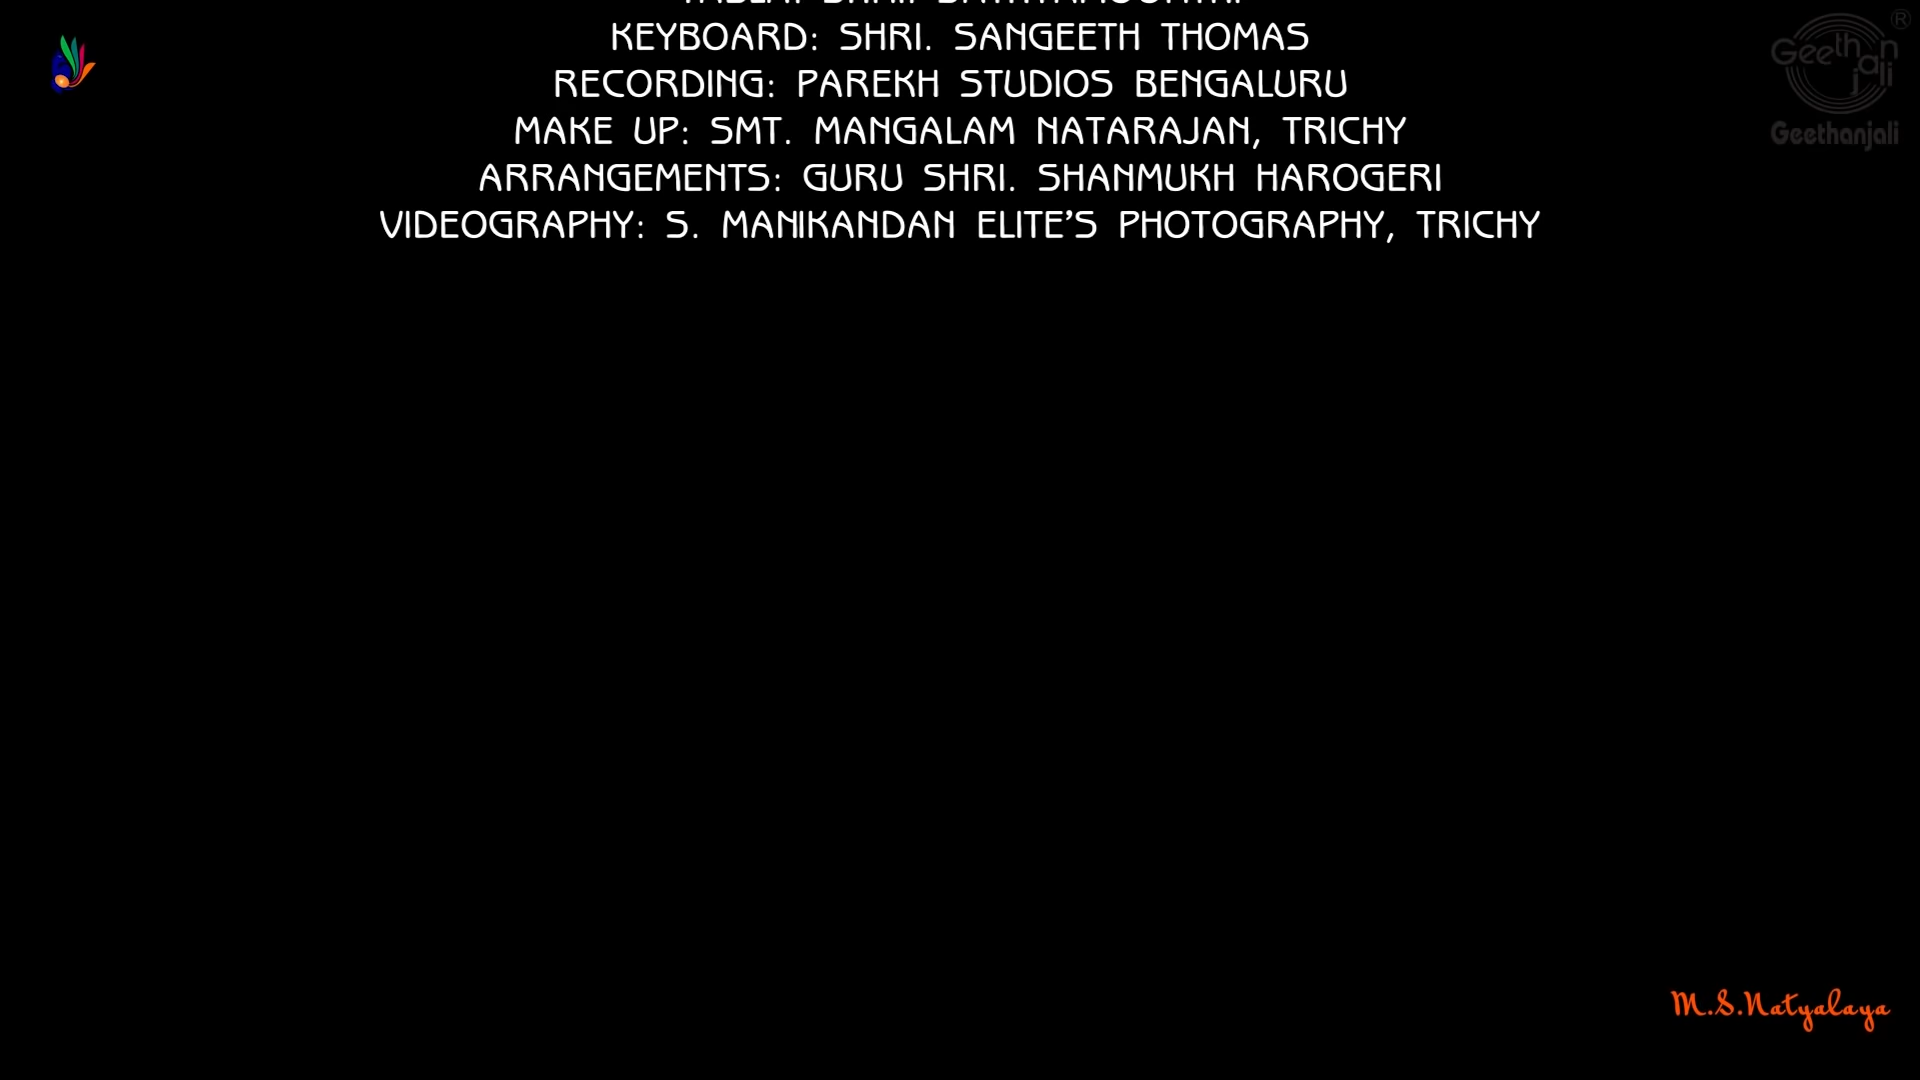 KEYBOARD: SHRI. SANGEETH THOMAS
RECORDING: PAREKH STUDIOS BENGALURU
MAKE UP: SMT. MANGALAM NATARAJAN, TRICHY
ARRANGEMENTS: GURU SHRI. SHANMUKH HAROGERI
VIDEOGRAPHY: S. MANIKANDAN ELITE'S PHOTOGRAPHY, TRICHY
Geethanjali ®
Geethanjali
M.S.Natyalaya